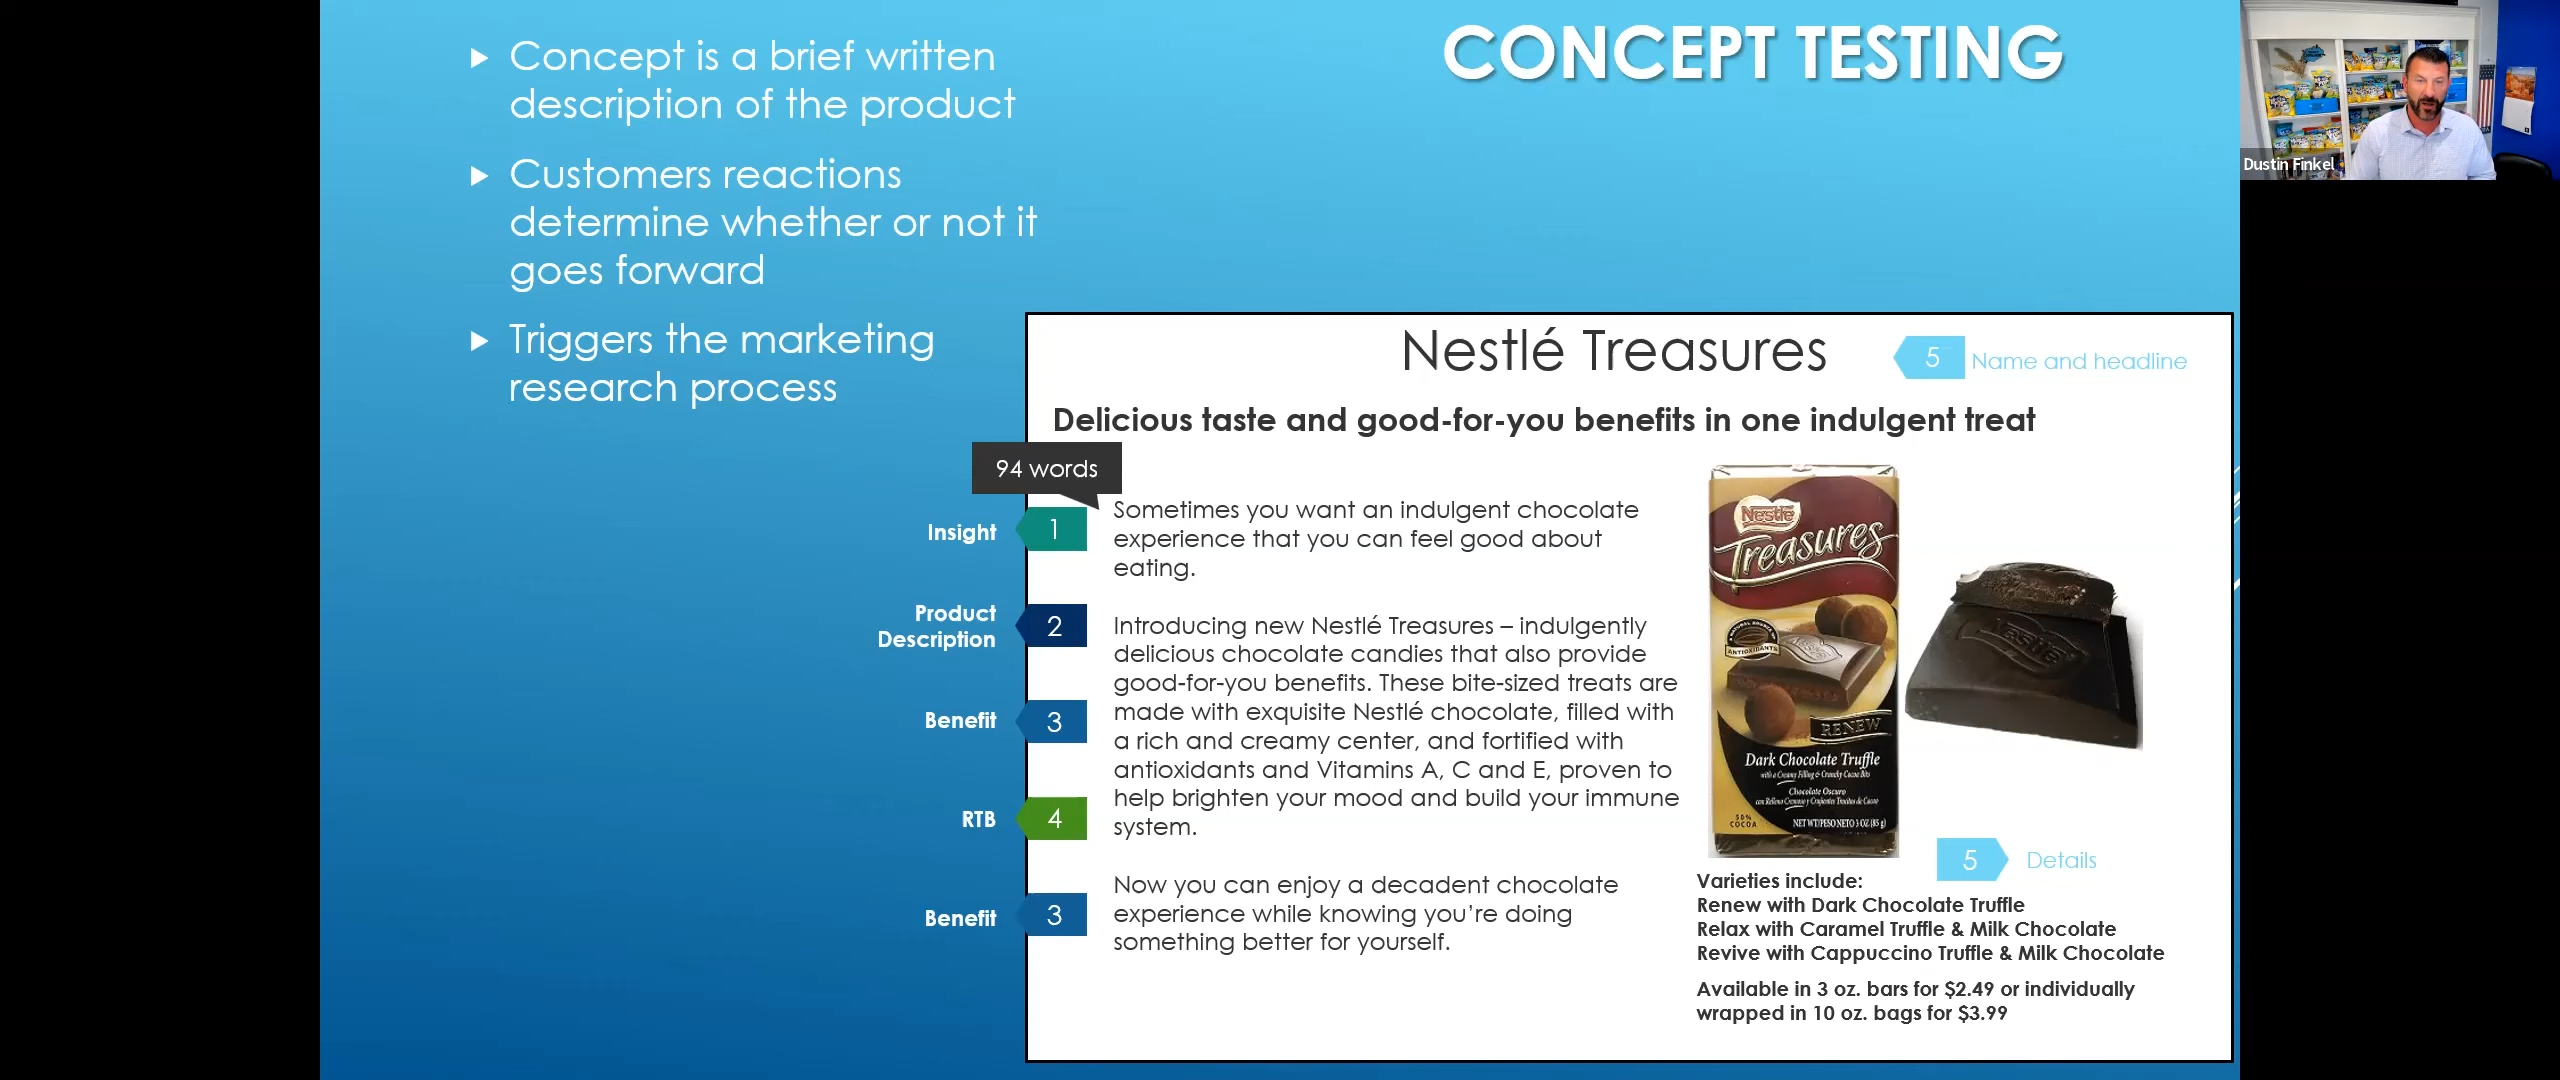 CONCEPT TESTING
Concept is a brief written
description of the product
Customers reactions
determine whether or not it
goes forward
Triggers the marketing
research process
Dustin Finkel
Nestlé Treasures
5 Name and headline
Delicious taste and good-for-you benefits in one indulgent treat
94 words
Insight 1
Sometimes you want an indulgent chocolate
experience that you can feel good about
eating.
Product
Description
2
Introducing new Nestlé Treasures – indulgently
delicious chocolate candies that also provide
good-for-you benefits. These bite-sized treats are
made with exquisite Nestlé chocolate, filled with
a rich and creamy center, and fortified with
antioxidants and Vitamins A, C and E, proven to
help brighten your mood and build your immune
system.
Benefit 3
RTB 4
Benefit 3
Now you can enjoy a decadent chocolate
experience while knowing you're doing
something better for yourself.
Nestlé
Treasures
ANTIOXIDANTS
RENEW
Dark Chocolate Truffle
with a Creamy Filling & Crunchy Cocoa Bits
Chocolate Oscuro
50%
COCOA
NET WT/PESO NETO 3 OZ (85 g)
Nestlé
5 Details
Varieties include:
Renew with Dark Chocolate Truffle
Relax with Caramel Truffle & Milk Chocolate
Revive with Cappuccino Truffle & Milk Chocolate
Available in 3 oz. bars for $2.49 or individually
wrapped in 10 oz. bags for $3.99